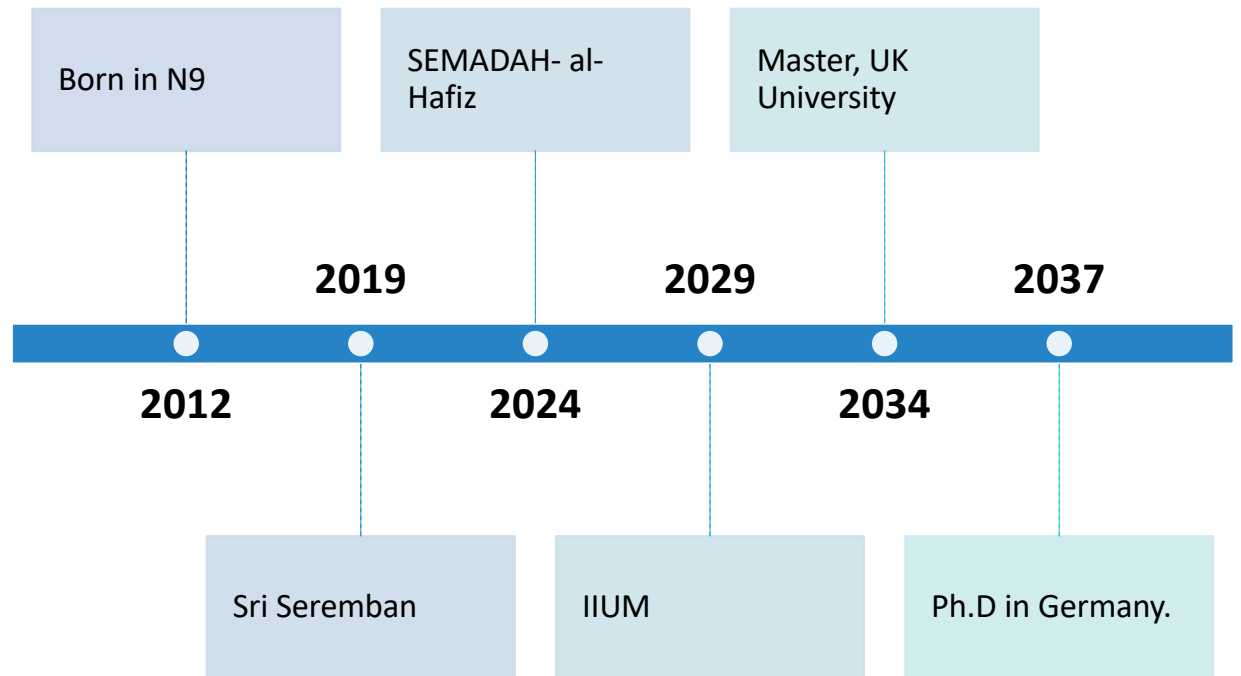 Born in N9
SEMADAH- al-
Hafiz
Master, UK
University
2019
2029
2037
2012
2024
2034
Sri Seremban
IIUM
Ph.D in Germany.